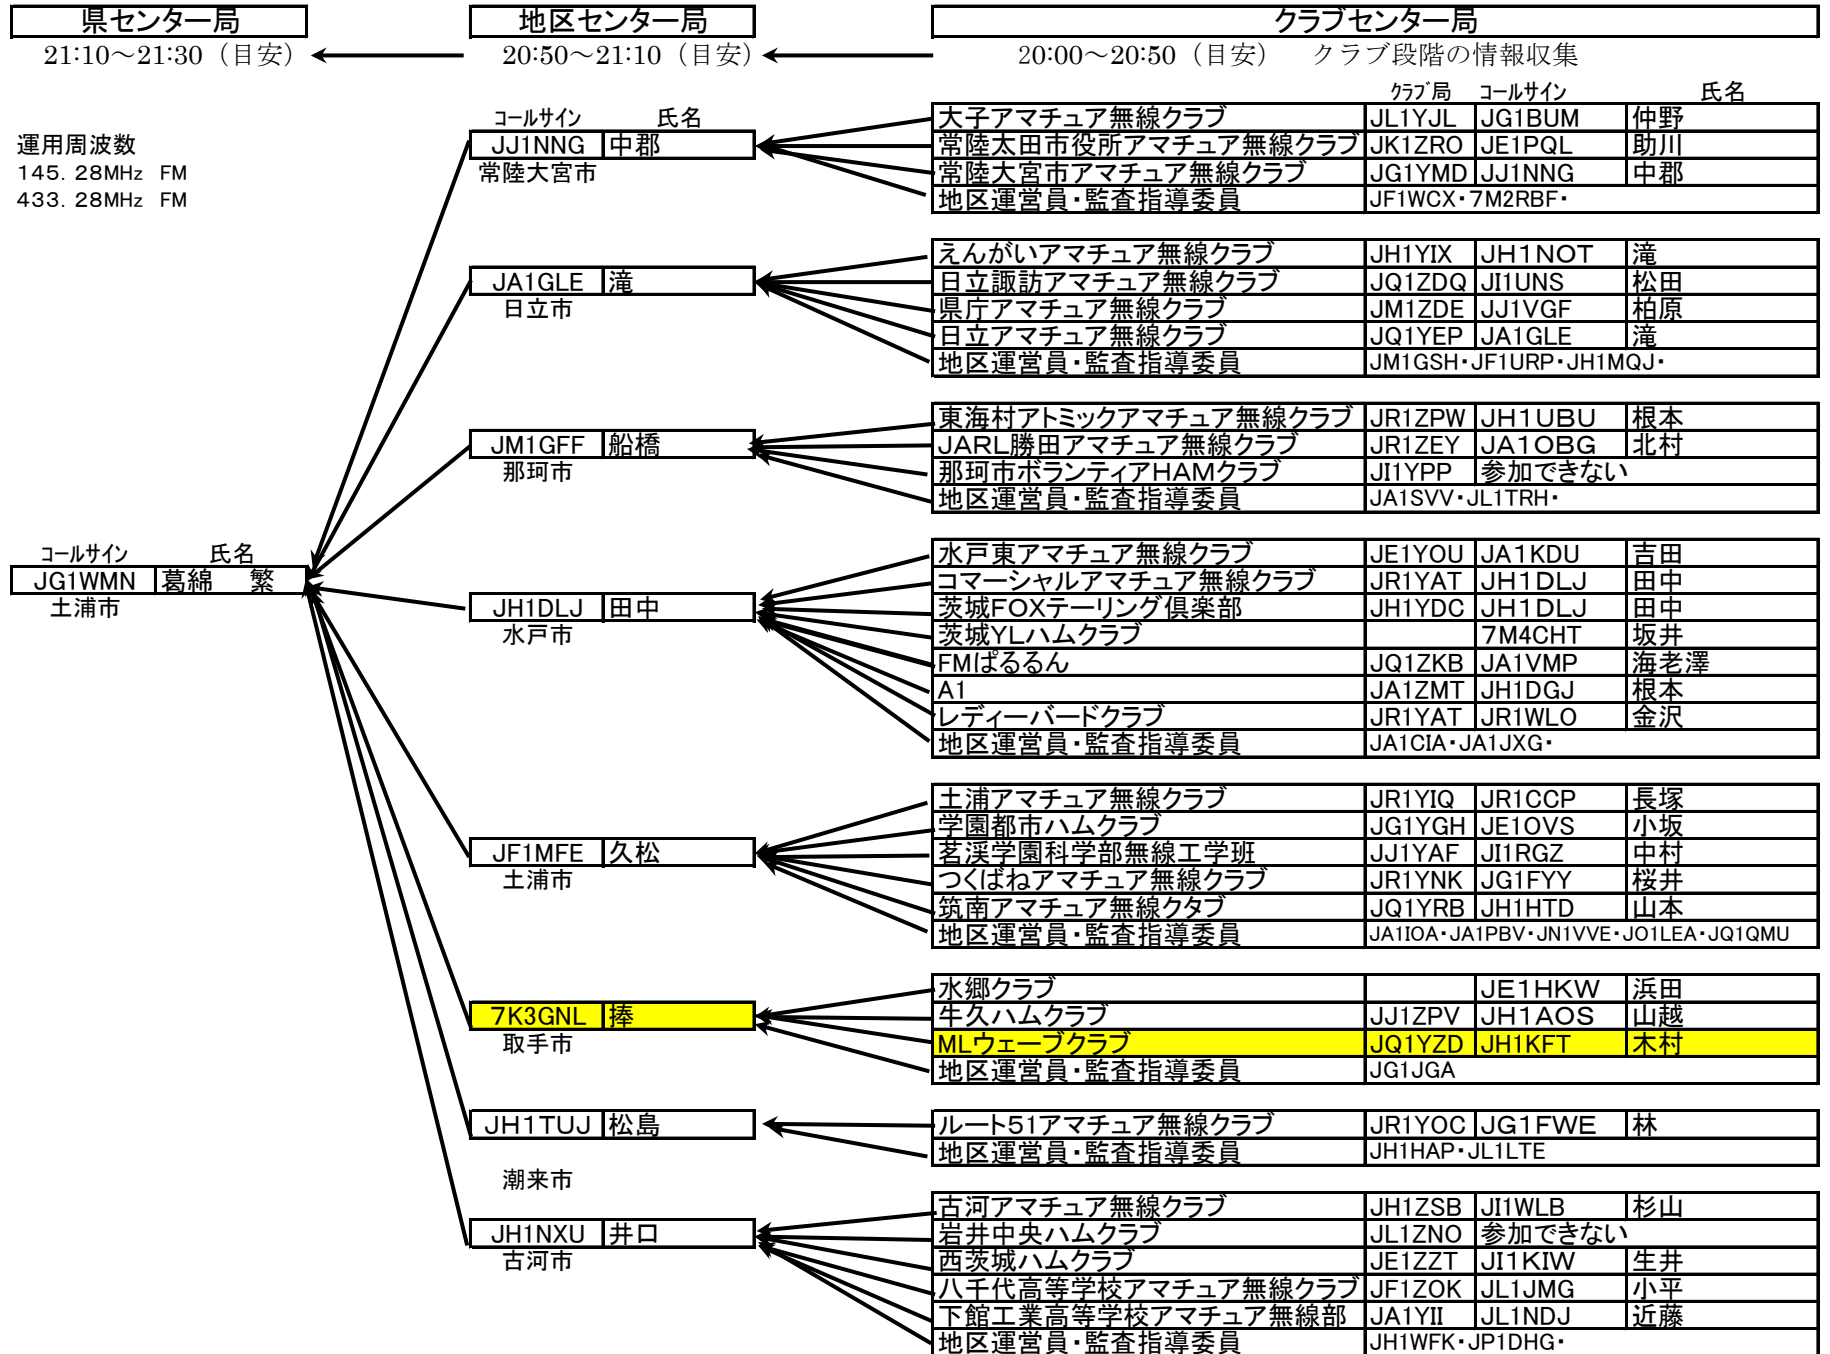 県センター局 地区センター局 クラブセンター局
21:10～21:30（目安） 20:50～21:10（目安） 20:00～20:50（目安） クラブ段階の情報収集
クラブ局 コールサイン 氏名
コールサイン 氏名
大子アマチュア無線クラブ JL1YJL JG1BUM 仲野
運用周波数
JJ1NNG 中郡
常陸太田市役所アマチュア無線クラブ JK1ZRO JE1PQL 助川
145．28MHz FM
常陸大宮市
常陸大宮市アマチュア無線クラブ JG1YMD JJ1NNG 中郡
433．28MHz FM
地区運営員・監査指導委員 JF1WCX・7M2RBF・
えんがいアマチュア無線クラブ JH1YIX JH1NOT 滝
JA1GLE 滝
日立諏訪アマチュア無線クラブ JQ1ZDQ JI1UNS 松田
日立市
県庁アマチュア無線クラブ JM1ZDE JJ1VGF 柏原
日立アマチュア無線クラブ JQ1YEP JA1GLE 滝
地区運営員・監査指導委員 JM1GSH・JF1URP・JH1MQJ・
東海村アトミックアマチュア無線クラブ JR1ZPW JH1UBU 根本
JM1GFF 船橋
JARL勝田アマチュア無線クラブ JR1ZEY JA1OBG 北村
那珂市
那珂市ボランティアHAMクラブ JI1YPP 参加できない
地区運営員・監査指導委員 JA1SVV・JL1TRH・
コールサイン 氏名
水戸東アマチュア無線クラブ JE1YOU JA1KDU 吉田
JG1WMN 葛綿 繁
コマーシャルアマチュア無線クラブ JR1YAT JH1DLJ 田中
土浦市
JH1DLJ 田中
茨城FOXテーリング倶楽部 JH1YDC JH1DLJ 田中
水戸市
茨城YLハムクラブ 7M4CHT 坂井
FMぱるるん JQ1ZKB JA1VMP 海老澤
A1 JA1ZMT JH1DGJ 根本
レディーバードクラブ JR1YAT JR1WLO 金沢
地区運営員・監査指導委員 JA1CIA・JA1JXG・
土浦アマチュア無線クラブ JR1YIQ JR1CCP 長塚
学園都市ハムクラブ JG1YGH JE1OVS 小坂
JF1MFE 久松
茗渓学園科学部無線工学班 JJ1YAF JI1RGZ 中村
土浦市
つくばねアマチュア無線クラブ JR1YNK JG1FYY 桜井
筑南アマチュア無線クタブ JQ1YRB JH1HTD 山本
地区運営員・監査指導委員 JA1IOA・JA1PBV・JN1VVE・JO1LEA・JQ1QMU
水郷クラブ JE1HKW 浜田
7K3GNL 捧
牛久ハムクラブ JJ1ZPV JH1AOS 山越
取手市
MLウェーブクラブ JQ1YZD JH1KFT 木村
地区運営員・監査指導委員 JG1JGA
JH1TUJ 松島
ルート51アマチュア無線クラブ JR1YOC JG1FWE 林
地区運営員・監査指導委員 JH1HAP・JL1LTE
潮来市
古河アマチュア無線クラブ JH1ZSB JI1WLB 杉山
JH1NXU 井口
岩井中央ハムクラブ JL1ZNO 参加できない
古河市
西茨城ハムクラブ JE1ZZT JI1KIW 生井
八千代高等学校アマチュア無線クラブ JF1ZOK JL1JMG 小平
下館工業高等学校アマチュア無線部 JA1YII JL1NDJ 近藤
地区運営員・監査指導委員 JH1WFK・JP1DHG・